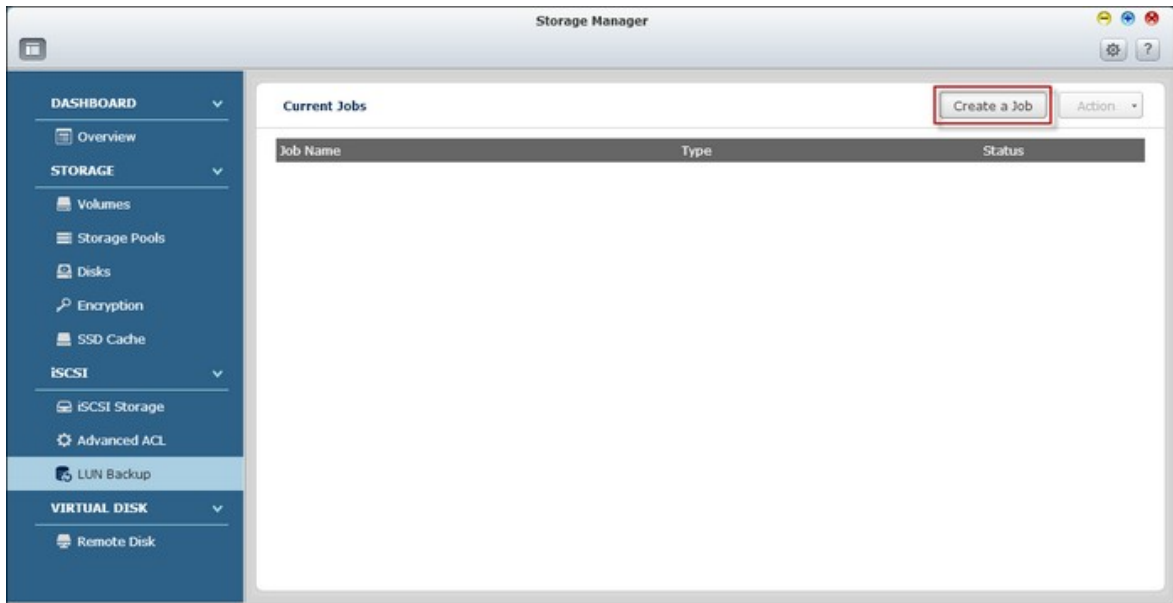 Storage Manager
?
DASHBOARD
Overview
STORAGE
Volumes
Storage Pools
Disks
Encryption
SSD Cache
iSCSI
iSCSI Storage
Advanced ACL
LUN Backup
VIRTUAL DISK
Remote Disk
Current Jobs
Create a Job
Action
Job Name Type Status